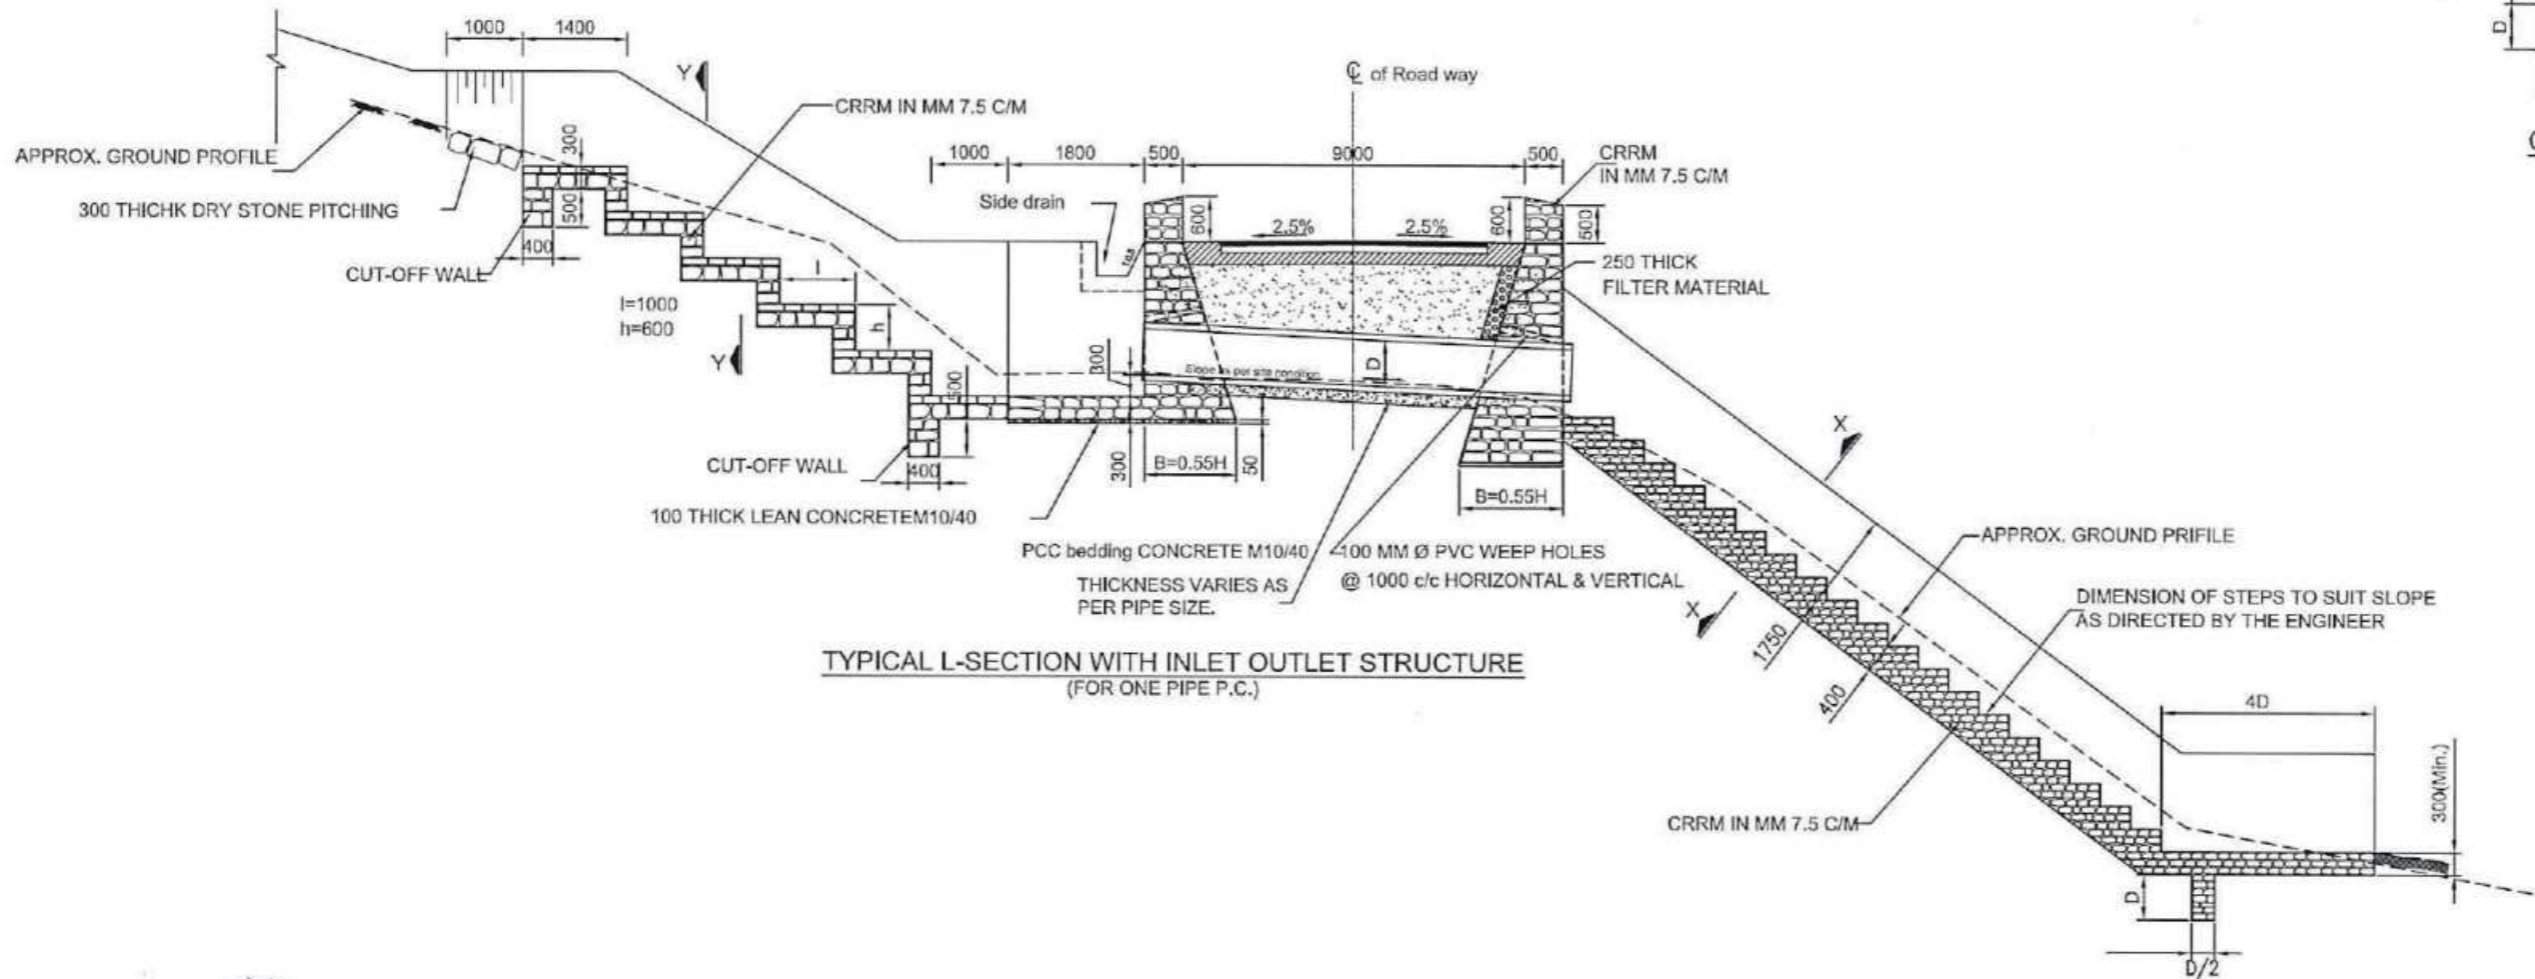 1000
1400
D
Y
℄ of Road way
CRRM IN MM 7.5 C/M
APPROX. GROUND PROFILE
300
1000
1800
500
9000
500
CRRM
IN MM 7.5 C/M
300 THICHK DRY STONE PITCHING
500
Side drain
600
2.5%
2.5%
600
500
400
CUT-OFF WALL
l
250 THICK
FILTER MATERIAL
l=1000
h=600
h
Y
300
D
Slope as per site condition
500
CUT-OFF WALL
400
300
B=0.55H
50
B=0.55H
X
100 THICK LEAN CONCRETEM10/40
PCC bedding CONCRETE M10/40
THICKNESS VARIES AS
PER PIPE SIZE.
100 MM Ø PVC WEEP HOLES
@ 1000 c/c HORIZONTAL & VERTICAL
APPROX. GROUND PRIFILE
DIMENSION OF STEPS TO SUIT SLOPE
AS DIRECTED BY THE ENGINEER
X
1750
400
TYPICAL L-SECTION WITH INLET OUTLET STRUCTURE
(FOR ONE PIPE P.C.)
4D
300(Min.)
CRRM IN MM 7.5 C/M
D
D/2